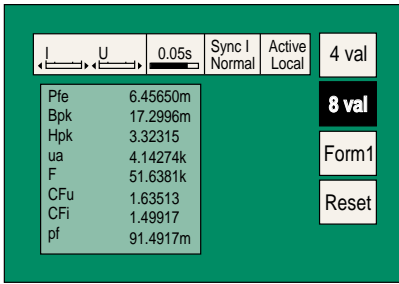 I U 0.05s Sync I Normal Active Local
4 val
8 val
Form1
Reset
Pfe 6.45650m
Bpk 17.2996m
Hpk 3.32315
ua 4.14274k
F 51.6381k
CFu 1.63513
CFi 1.49917
pf 91.4917m